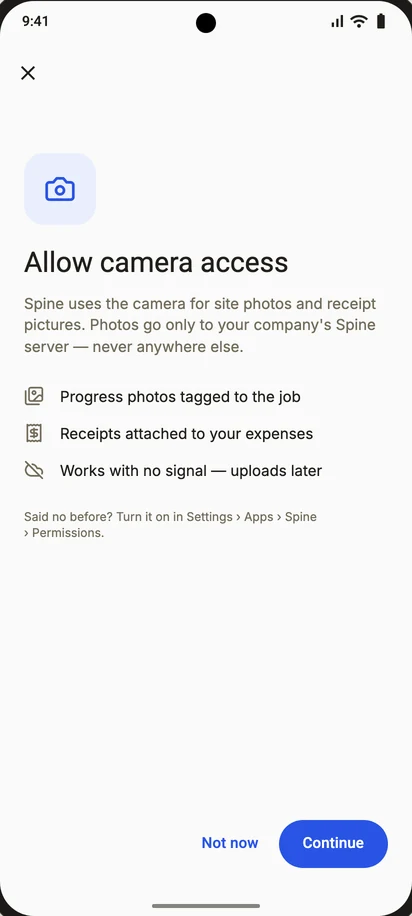 9:41
Allow camera access
Spine uses the camera for site photos and receipt
pictures. Photos go only to your company's Spine
server — never anywhere else.
Progress photos tagged to the job
Receipts attached to your expenses
Works with no signal — uploads later
Said no before? Turn it on in Settings › Apps › Spine
› Permissions.
Not now
Continue